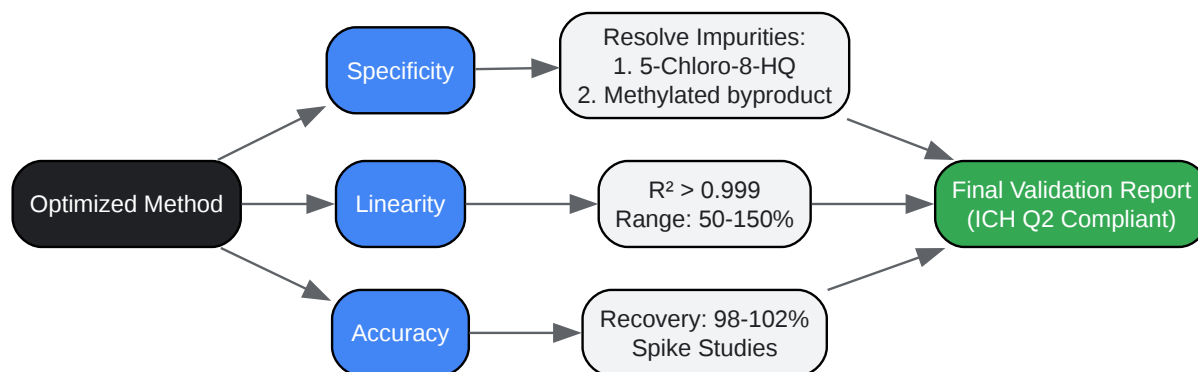 Optimized Method
Specificity
Resolve Impurities:
1. 5-Chloro-8-HQ
2. Methylated byproduct
Linearity
R² > 0.999
Range: 50-150%
Accuracy
Recovery: 98-102%
Spike Studies
Final Validation Report
(ICH Q2 Compliant)